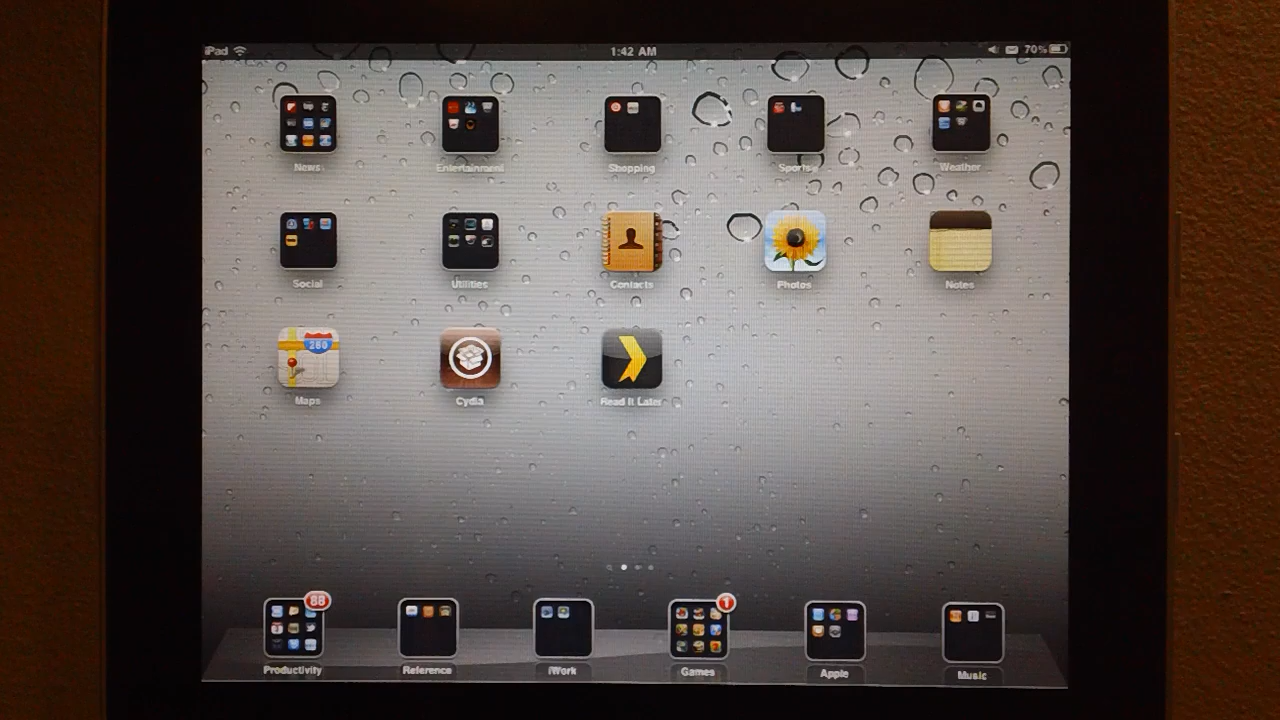 iPad 1:42 AM 70%
News Entertainment Shopping Sports Weather
Social Utilities Contacts Photos Notes
280
Maps Cydia Read It Later
88 1
Productivity Reference iWork Games Apple Music